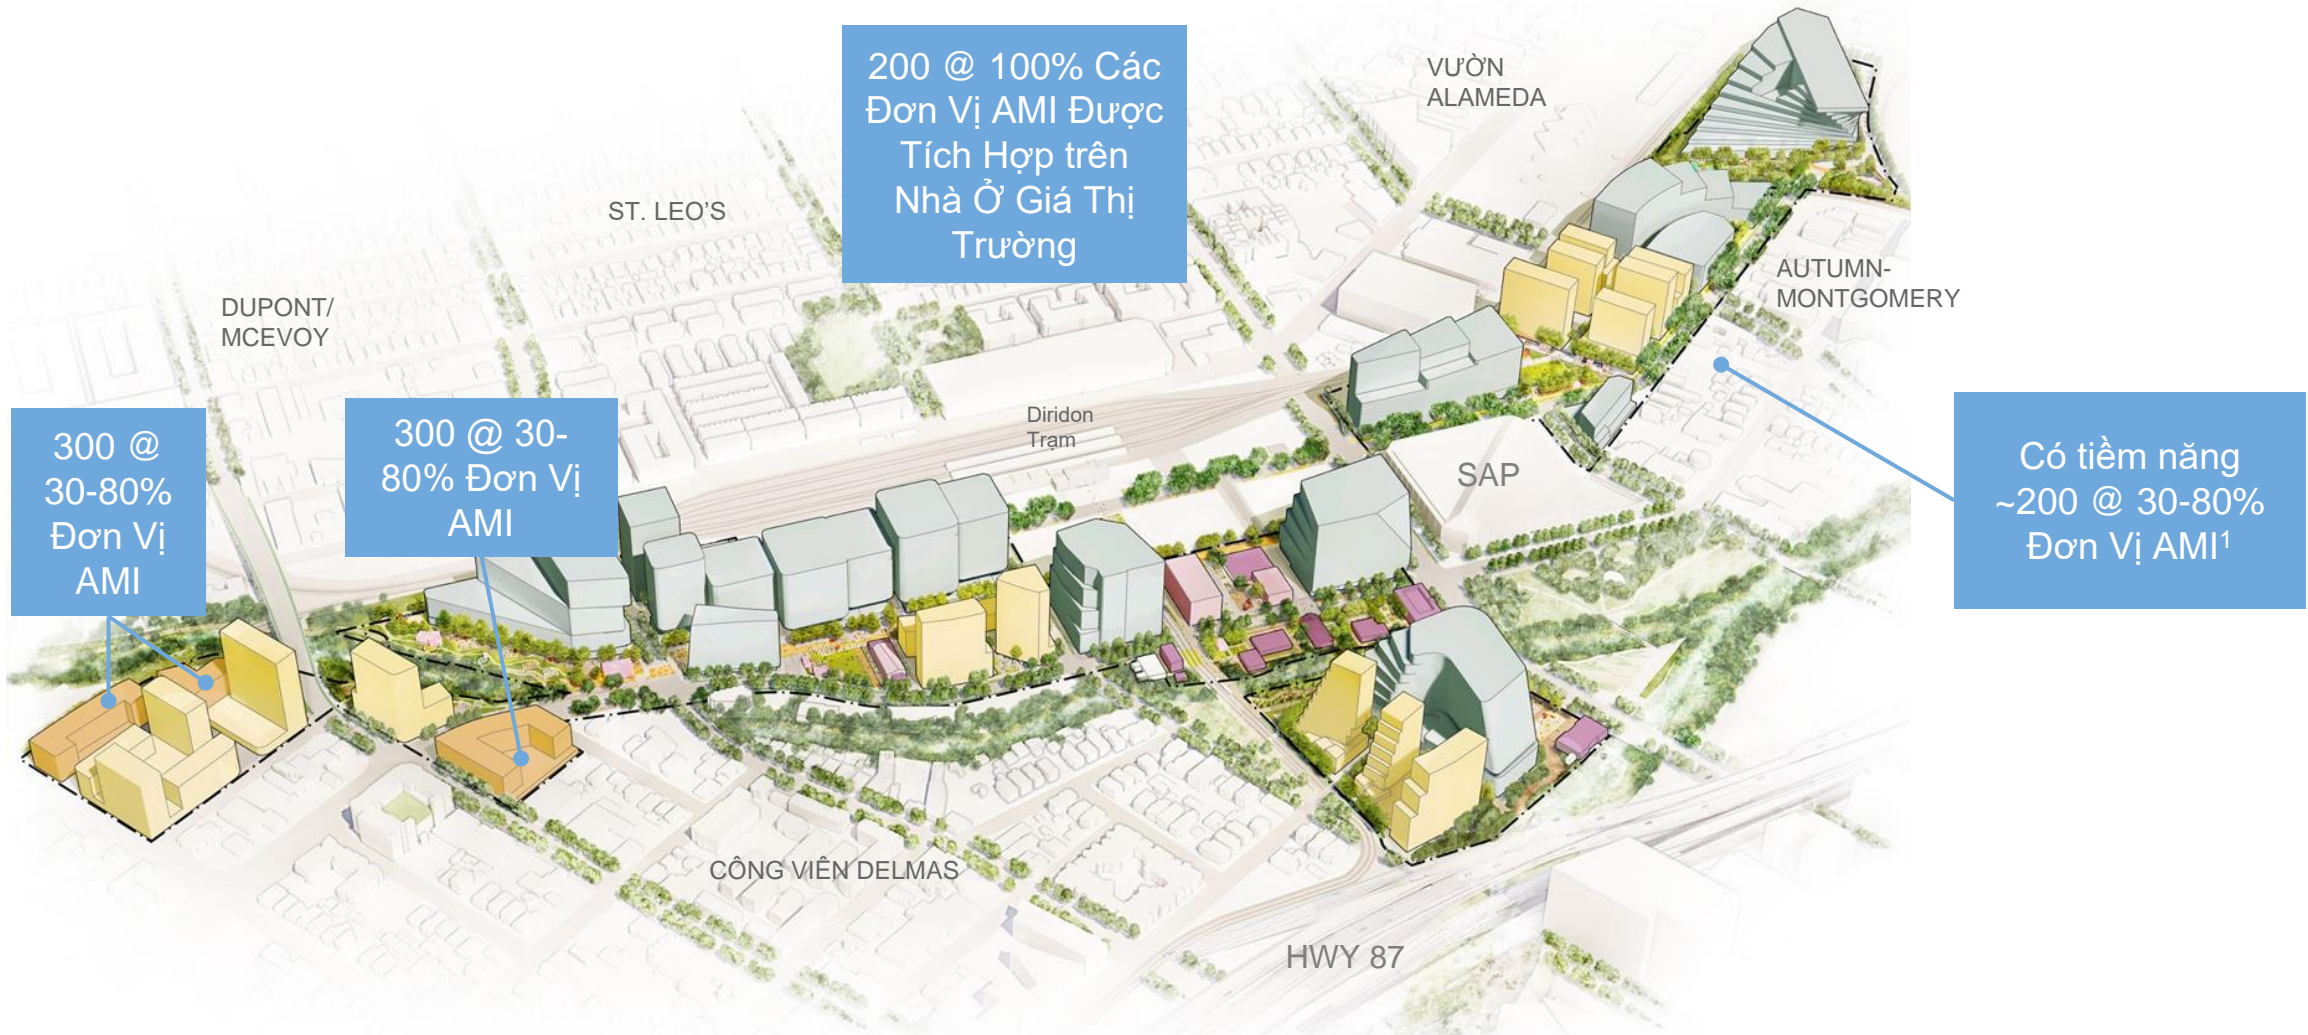 200 @ 100% Các
Đơn Vị AMI Được
Tích Hợp trên
Nhà Ở Giá Thị
Trường
VƯỜN
ALAMEDA
ST. LEO'S
AUTUMN-
MONTGOMERY
DUPONT/
MCEVOY
300 @
30-80%
Đơn Vị
AMI
300 @ 30-
80% Đơn Vị
AMI
Diridon
Trạm
SAP
Có tiềm năng
~200 @ 30-80%
Đơn Vị AMI¹
CÔNG VIÊN DELMAS
HWY 87